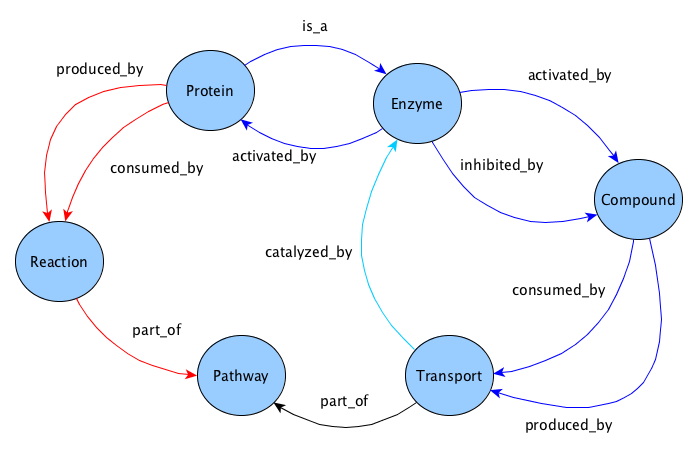 is_a
produced_by
activated_by
Protein
Enzyme
activated_by
consumed_by
inhibited_by
Compound
catalyzed_by
Reaction
consumed_by
part_of
Pathway
Transport
part_of
produced_by